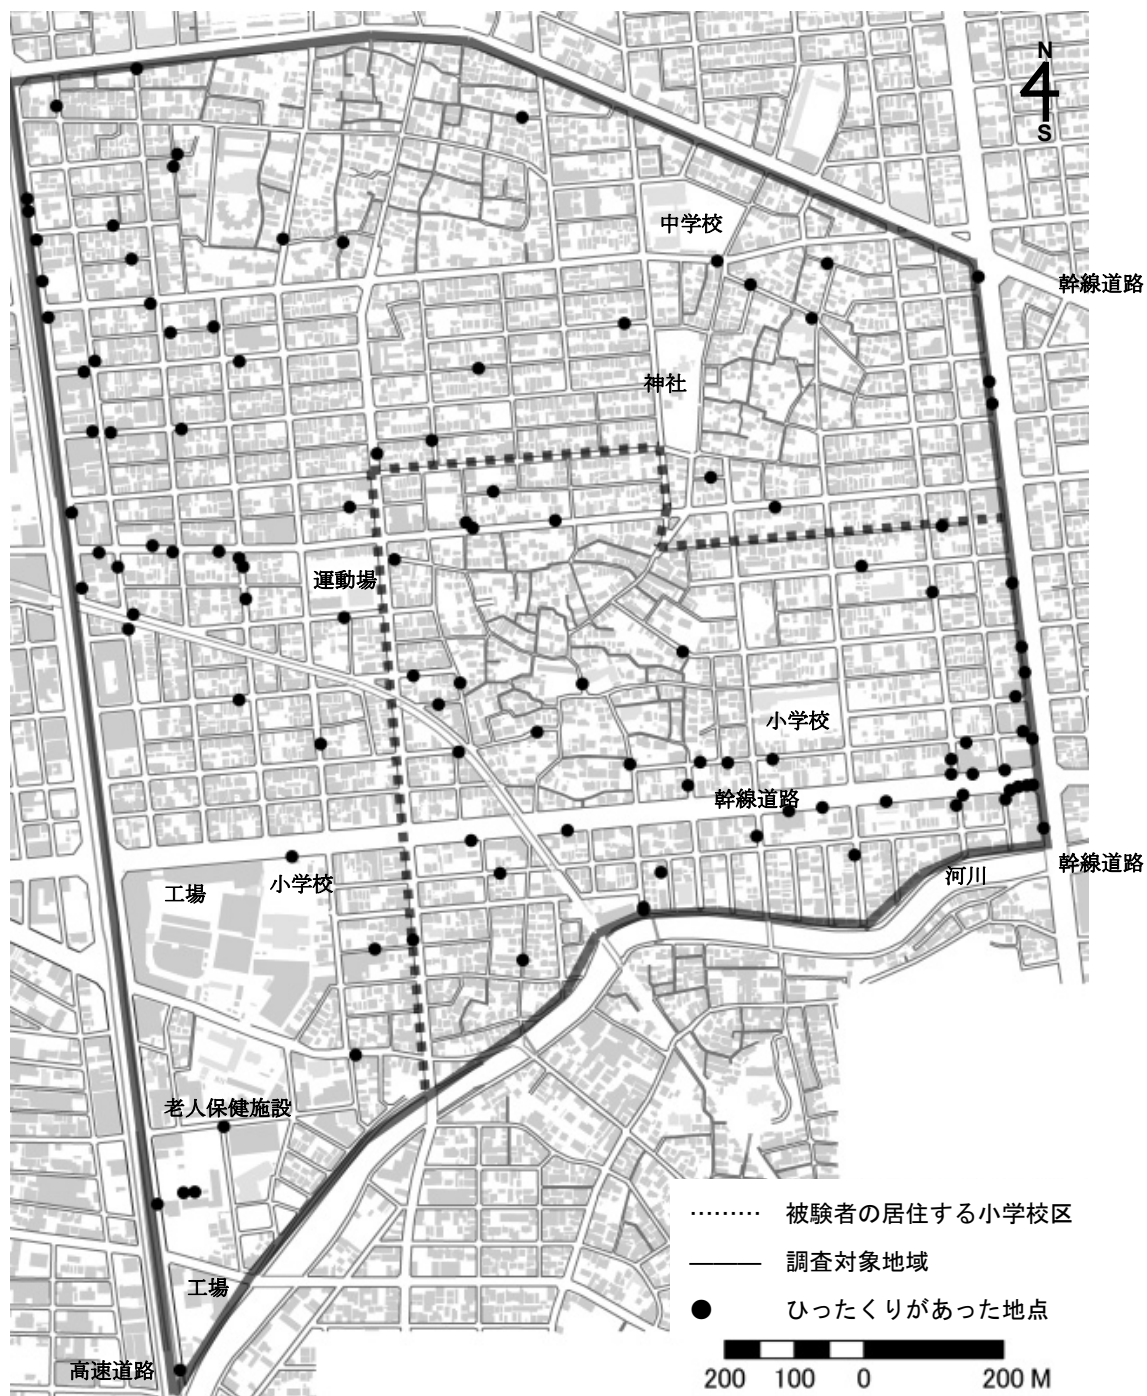 N
S
中学校
幹線道路
神社
運動場
小学校
幹線道路
幹線道路
河川
工場
小学校
老人保健施設
被験者の居住する小学校区
調査対象地域
工場
ひったくりがあった地点
高速道路
200 100 0 200 M